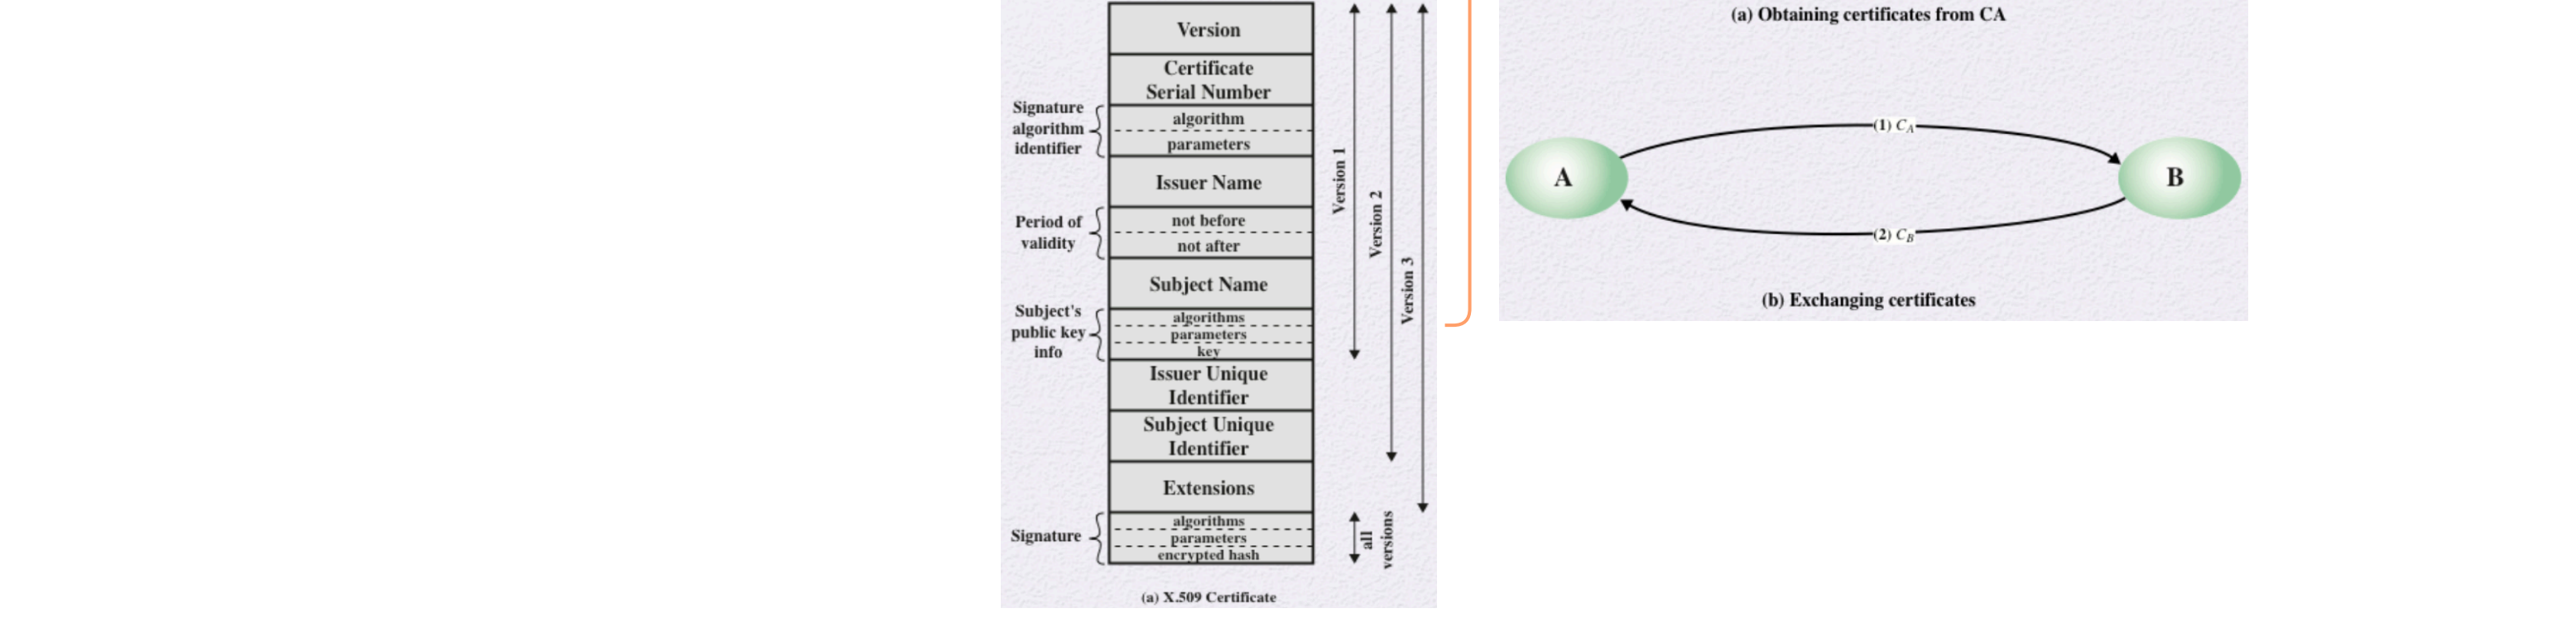 Version
Certificate
Serial Number
Signature
algorithm
identifier
algorithm
parameters
Issuer Name
Period of
validity
not before
not after
Subject Name
Subject's
public key
info
algorithms
parameters
key
Issuer Unique
Identifier
Subject Unique
Identifier
Extensions
Signature
algorithms
parameters
encrypted hash
Version 1
Version 2
Version 3
all
versions
(a) X.509 Certificate
(a) Obtaining certificates from CA
(1) CA
A
B
(2) CB
(b) Exchanging certificates